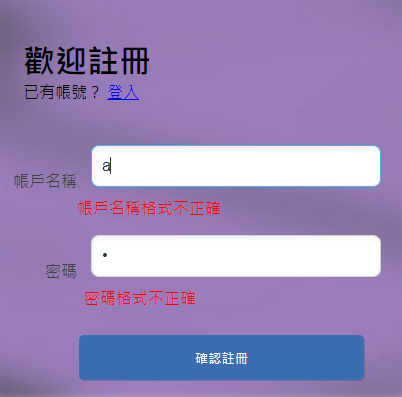 歡迎註冊
已有帳號？ 登入
帳戶名稱 a
帳戶名稱格式不正確
密碼 •
密碼格式不正確
確認註冊